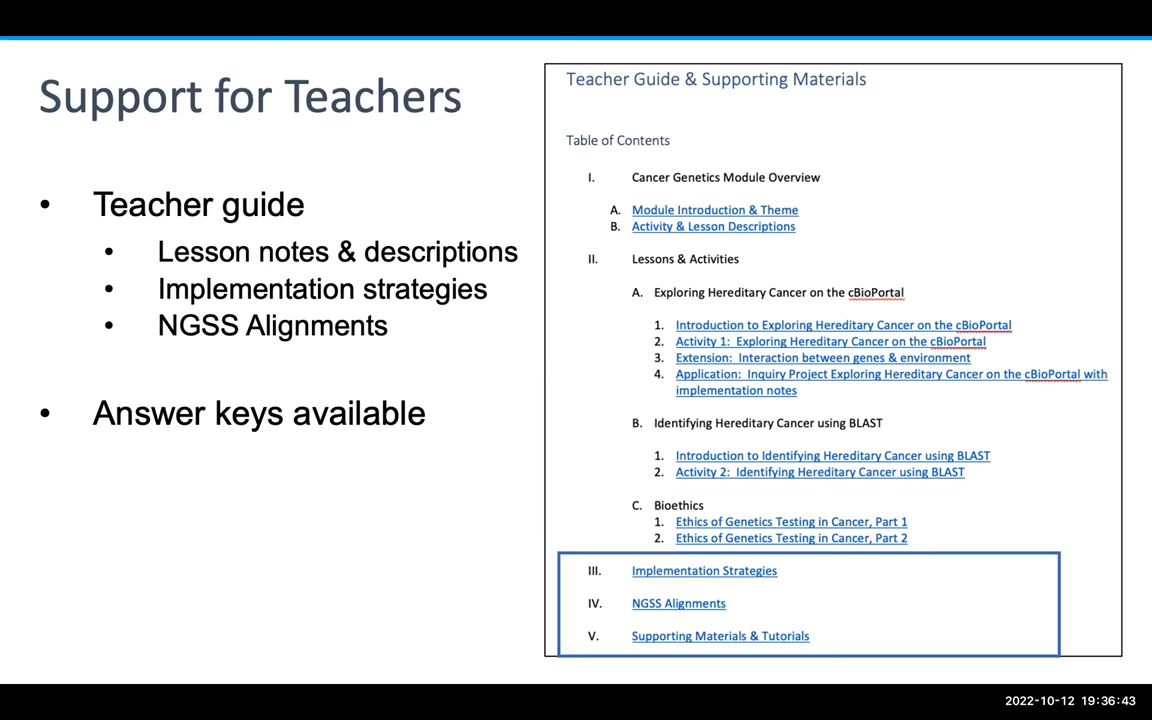 Support for Teachers
• Teacher guide
• Lesson notes & descriptions
• Implementation strategies
• NGSS Alignments
• Answer keys available
Teacher Guide & Supporting Materials
Table of Contents
I. Cancer Genetics Module Overview
A. Module Introduction & Theme
B. Activity & Lesson Descriptions
II. Lessons & Activities
A. Exploring Hereditary Cancer on the cBioPortal
1. Introduction to Exploring Hereditary Cancer on the cBioPortal
2. Activity 1: Exploring Hereditary Cancer on the cBioPortal
3. Extension: Interaction between genes & environment
4. Application: Inquiry Project Exploring Hereditary Cancer on the cBioPortal with
implementation notes
B. Identifying Hereditary Cancer using BLAST
1. Introduction to Identifying Hereditary Cancer using BLAST
2. Activity 2: Identifying Hereditary Cancer using BLAST
C. Bioethics
1. Ethics of Genetics Testing in Cancer, Part 1
2. Ethics of Genetics Testing in Cancer, Part 2
III. Implementation Strategies
IV. NGSS Alignments
V. Supporting Materials & Tutorials
2022-10-12 19:36:43